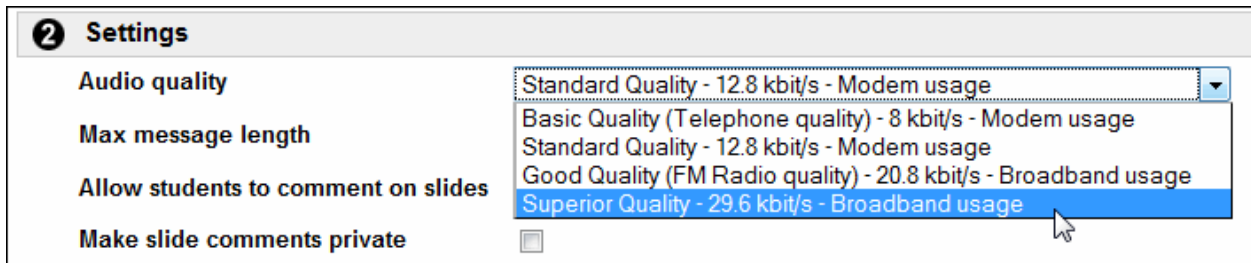 2 Settings
Audio quality Standard Quality - 12.8 kbit/s - Modem usage
Basic Quality (Telephone quality) - 8 kbit/s - Modem usage
Max message length
Standard Quality - 12.8 kbit/s - Modem usage
Good Quality (FM Radio quality) - 20.8 kbit/s - Broadband usage
Allow students to comment on slides
Superior Quality - 29.6 kbit/s - Broadband usage
Make slide comments private